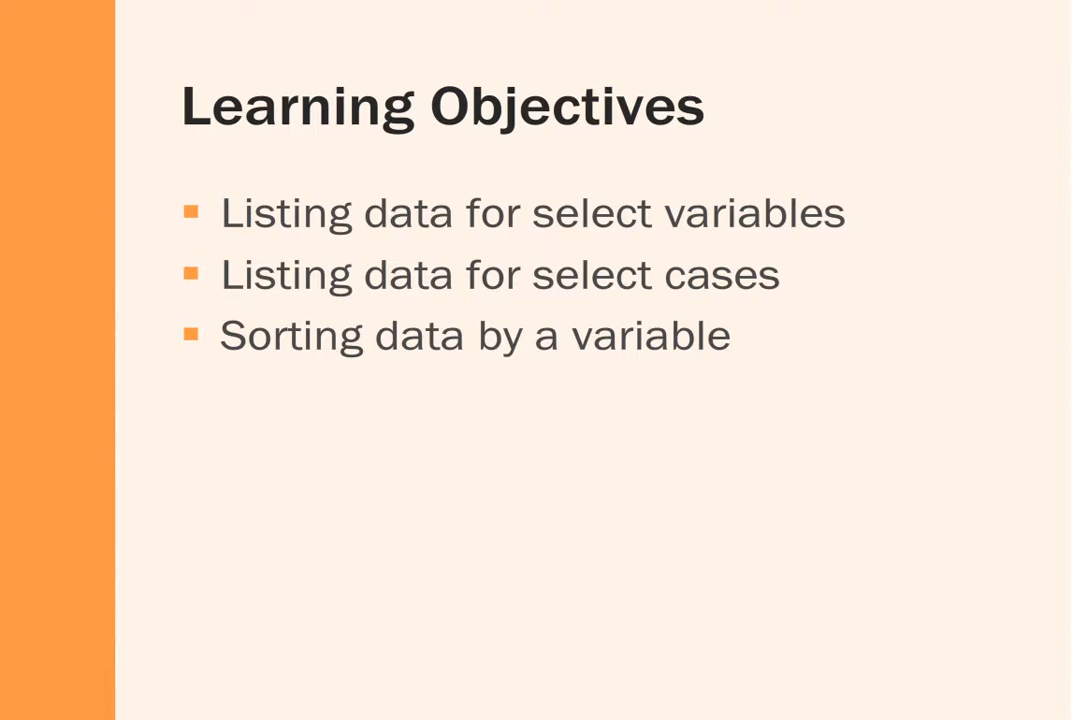 Learning Objectives
Listing data for select variables
Listing data for select cases
Sorting data by a variable